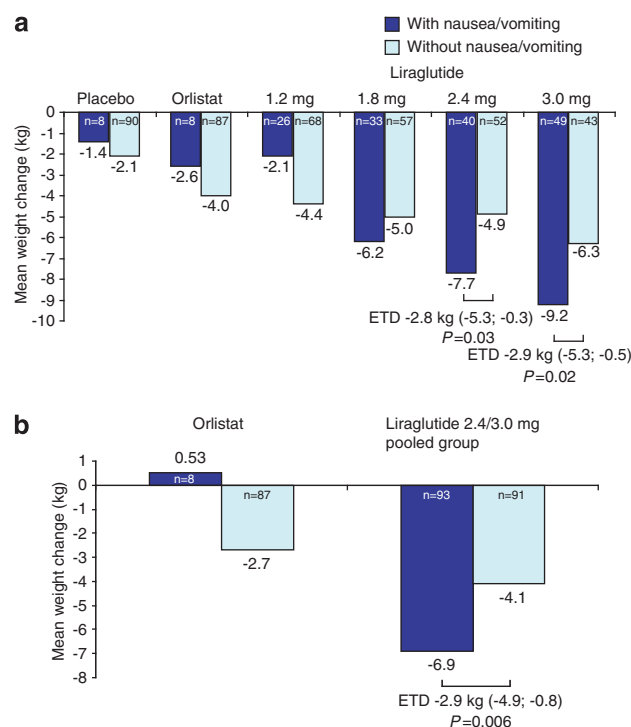 a
With nausea/vomiting
Without nausea/vomiting
Liraglutide
Placebo Orlistat 1.2 mg 1.8 mg 2.4 mg 3.0 mg
Mean weight change (kg)
0
-1
-2
-3
-4
-5
-6
-7
-8
-9
-10
n=8 n=90 n=8 n=87 n=26 n=68 n=33 n=57 n=40 n=52 n=49 n=43
-1.4
-2.1
-2.6
-4.0
-2.1
-4.4
-6.2
-5.0
-7.7
-4.9
-9.2
-6.3
ETD -2.8 kg (-5.3; -0.3)
P=0.03
ETD -2.9 kg (-5.3; -0.5)
P=0.02
b
Orlistat
Liraglutide 2.4/3.0 mg
pooled group
Mean weight change (kg)
1
0
-1
-2
-3
-4
-5
-6
-7
-8
0.53
n=8 n=87 n=93 n=91
-2.7
-6.9
-4.1
ETD -2.9 kg (-4.9; -0.8)
P=0.006